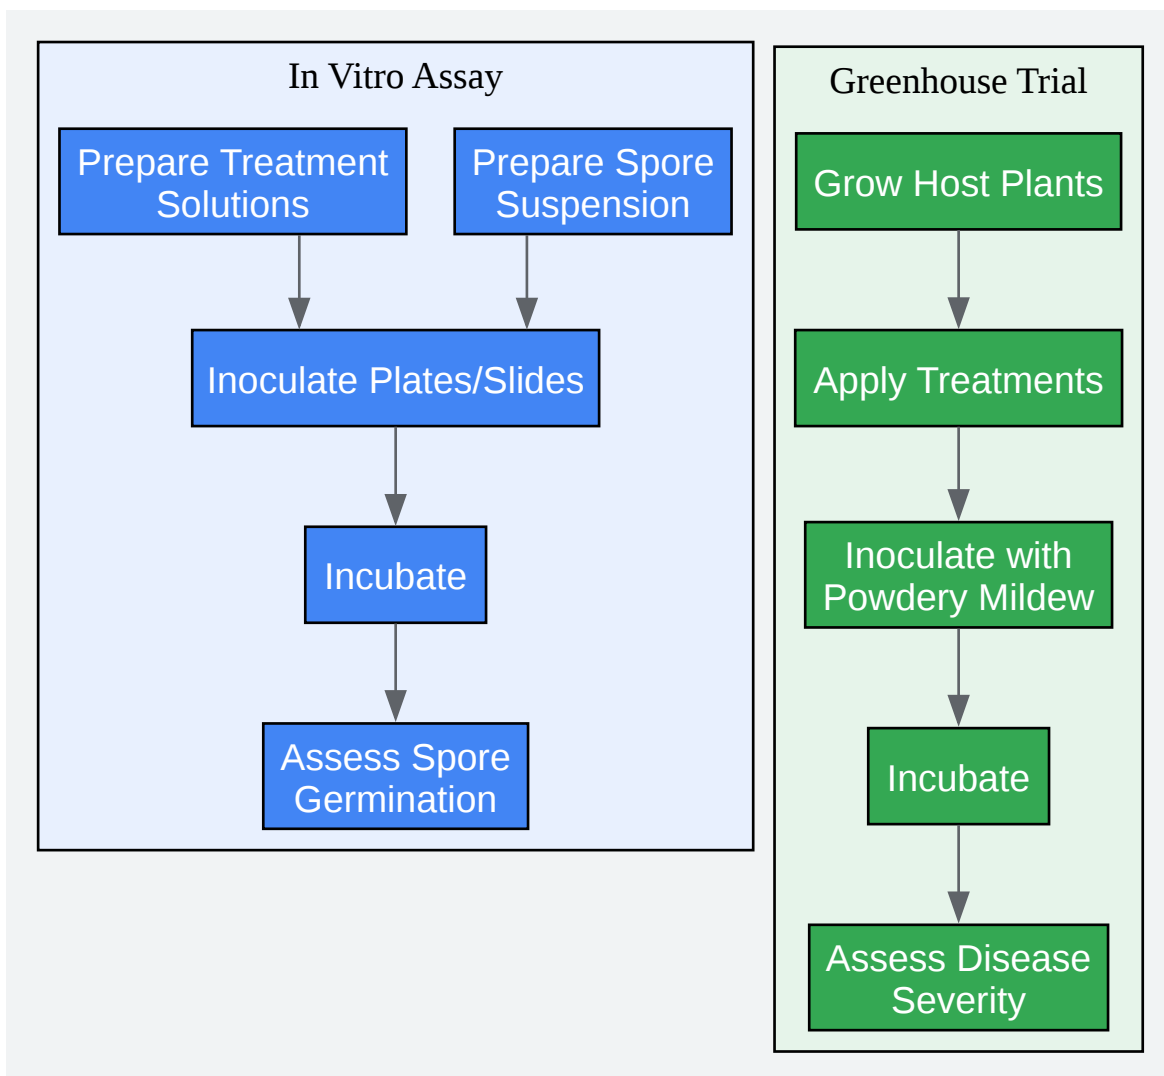 In Vitro Assay
Prepare Treatment
Solutions
Prepare Spore
Suspension
Inoculate Plates/Slides
Incubate
Assess Spore
Germination
Greenhouse Trial
Grow Host Plants
Apply Treatments
Inoculate with
Powdery Mildew
Incubate
Assess Disease
Severity